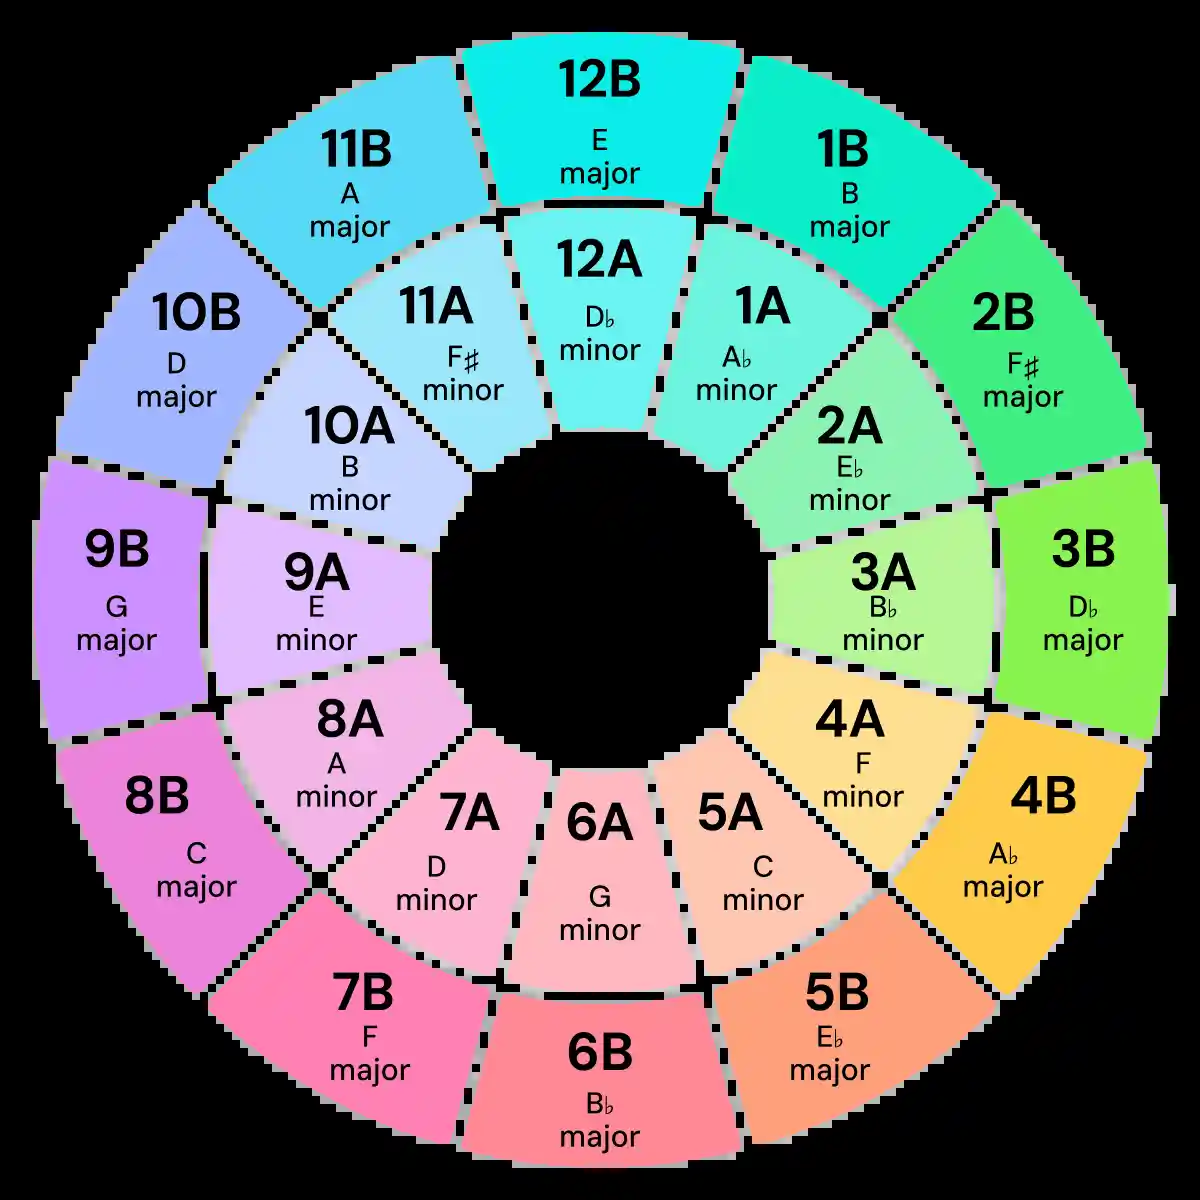 12B
E
major
1B
B
major
2B
F♯
major
3B
D♭
major
4B
A♭
major
5B
E♭
major
6B
B♭
major
7B
F
major
8B
C
major
9B
G
major
10B
D
major
11B
A
major
12A
D♭
minor
1A
A♭
minor
2A
E♭
minor
3A
B♭
minor
4A
F
minor
5A
C
minor
6A
G
minor
7A
D
minor
8A
A
minor
9A
E
minor
10A
B
minor
11A
F♯
minor